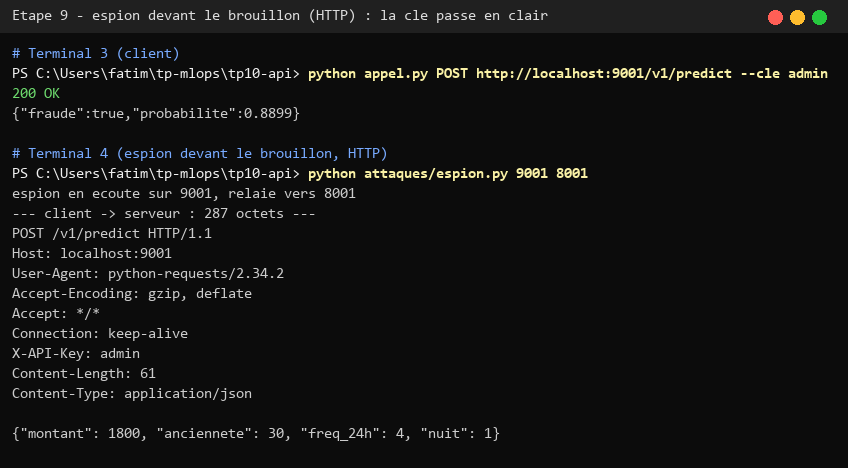 Etape 9 - espion devant le brouillon (HTTP) : la cle passe en clair
# Terminal 3 (client)
PS C:\Users\fatim\tp-mlops\tp10-api> python appel.py POST http://localhost:9001/v1/predict --cle admin
200 OK
{"fraude":true,"probabilite":0.8899}
# Terminal 4 (espion devant le brouillon, HTTP)
PS C:\Users\fatim\tp-mlops\tp10-api> python attaques/espion.py 9001 8001
espion en ecoute sur 9001, relaie vers 8001
--- client -> serveur : 287 octets ---
POST /v1/predict HTTP/1.1
Host: localhost:9001
User-Agent: python-requests/2.34.2
Accept-Encoding: gzip, deflate
Accept: */*
Connection: keep-alive
X-API-Key: admin
Content-Length: 61
Content-Type: application/json
{"montant": 1800, "anciennete": 30, "freq_24h": 4, "nuit": 1}